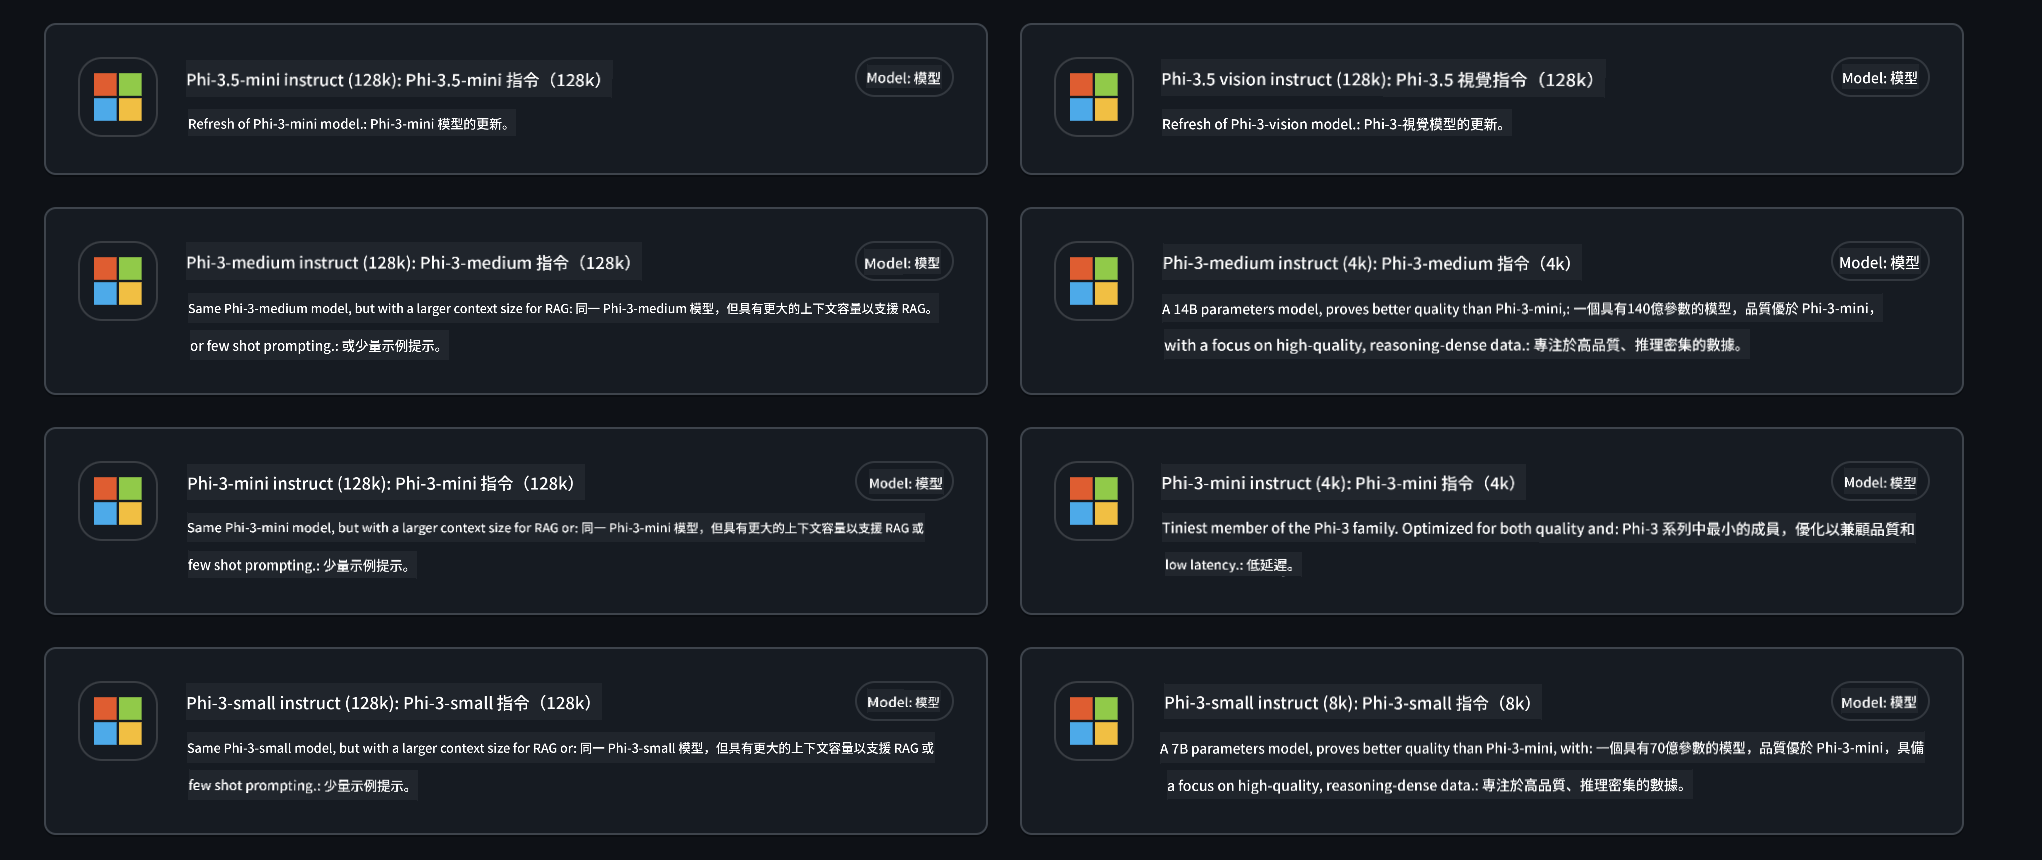 Phi-3.5-mini instruct (128k): Phi-3.5-mini 指令（128k）
Model: 模型
Refresh of Phi-3-mini model.: Phi-3-mini 模型的更新。
Phi-3.5 vision instruct (128k): Phi-3.5 視覺指令（128k）
Model: 模型
Refresh of Phi-3-vision model.: Phi-3-視覺模型的更新。
Phi-3-medium instruct (128k): Phi-3-medium 指令（128k）
Model: 模型
Same Phi-3-medium model, but with a larger context size for RAG: 同一 Phi-3-medium 模型，但具有更大的上下文容量以支援 RAG。
or few shot prompting.: 或少量示例提示。
Phi-3-medium instruct (4k): Phi-3-medium 指令（4k）
Model: 模型
A 14B parameters model, proves better quality than Phi-3-mini,: 一個具有140億參數的模型，品質優於 Phi-3-mini，
with a focus on high-quality, reasoning-dense data.: 專注於高品質、推理密集的數據。
Phi-3-mini instruct (128k): Phi-3-mini 指令（128k）
Model: 模型
Same Phi-3-mini model, but with a larger context size for RAG or: 同一 Phi-3-mini 模型，但具有更大的上下文容量以支援 RAG 或
few shot prompting.: 少量示例提示。
Phi-3-mini instruct (4k): Phi-3-mini 指令（4k）
Model: 模型
Tiniest member of the Phi-3 family. Optimized for both quality and: Phi-3 系列中最小的成員，優化以兼顧品質和
low latency.: 低延遲。
Phi-3-small instruct (128k): Phi-3-small 指令（128k）
Model: 模型
Same Phi-3-small model, but with a larger context size for RAG or: 同一 Phi-3-small 模型，但具有更大的上下文容量以支援 RAG 或
few shot prompting.: 少量示例提示。
Phi-3-small instruct (8k): Phi-3-small 指令（8k）
Model: 模型
A 7B parameters model, proves better quality than Phi-3-mini, with: 一個具有70億參數的模型，品質優於 Phi-3-mini，具備
a focus on high-quality, reasoning-dense data.: 專注於高品質、推理密集的數據。